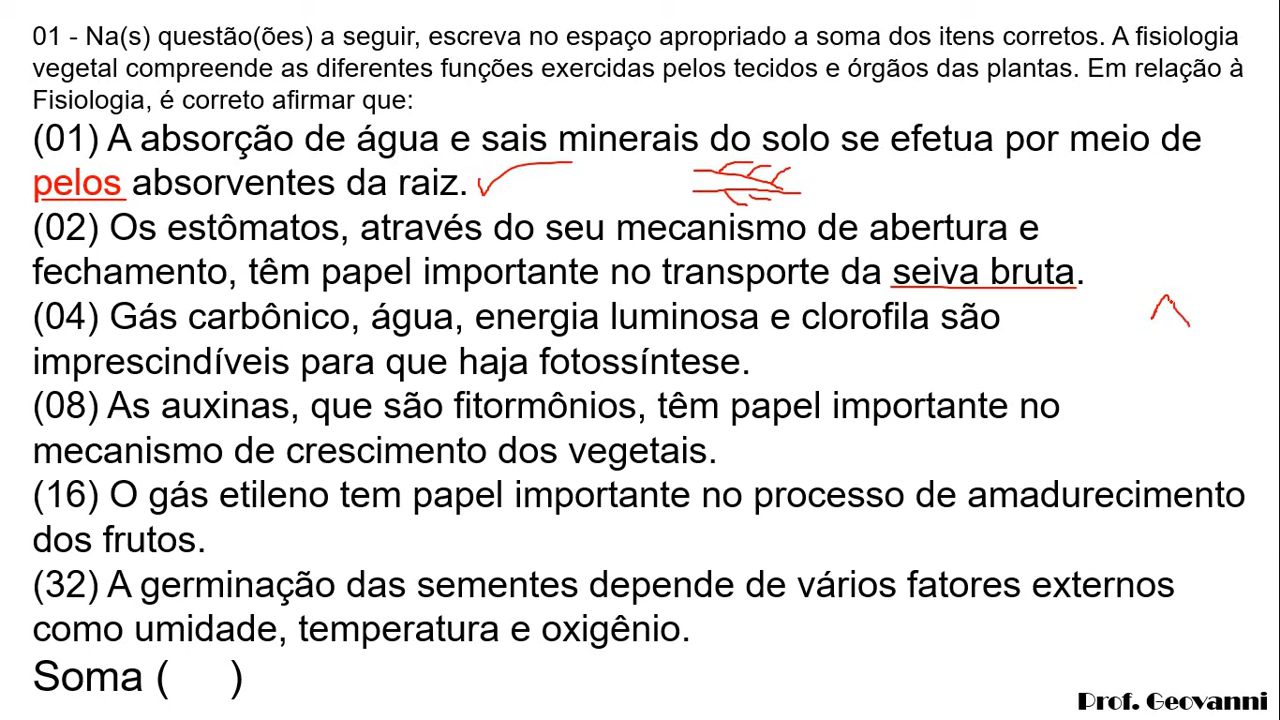 01 - Na(s) questão(ões) a seguir, escreva no espaço apropriado a soma dos itens corretos. A fisiologia
vegetal compreende as diferentes funções exercidas pelos tecidos e órgãos das plantas. Em relação à
Fisiologia, é correto afirmar que:
(01) A absorção de água e sais minerais do solo se efetua por meio de
pelos absorventes da raiz.
(02) Os estômatos, através do seu mecanismo de abertura e
fechamento, têm papel importante no transporte da seiva bruta.
(04) Gás carbônico, água, energia luminosa e clorofila são
imprescindíveis para que haja fotossíntese.
(08) As auxinas, que são fitormônios, têm papel importante no
mecanismo de crescimento dos vegetais.
(16) O gás etileno tem papel importante no processo de amadurecimento
dos frutos.
(32) A germinação das sementes depende de vários fatores externos
como umidade, temperatura e oxigênio.
Soma (     )
Prof. Geovanni